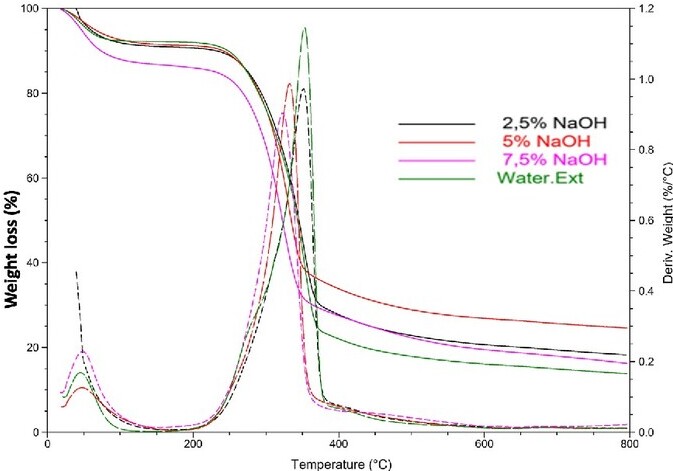 100
80
60
40
20
0
Weight loss (%)
1.2
1.0
0.8
0.6
0.4
0.2
0.0
Deriv. Weight (%/°C)
2,5% NaOH
5% NaOH
7,5% NaOH
Water.Ext
0
200
400
600
800
Temperature (°C)